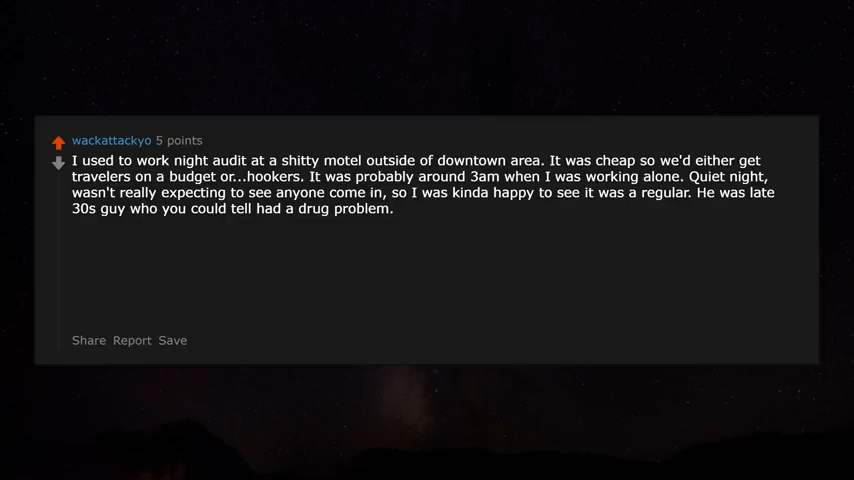 wackattackyo 5 points
I used to work night audit at a shitty motel outside of downtown area. It was cheap so we'd either get
travelers on a budget or...hookers. It was probably around 3am when I was working alone. Quiet night,
wasn't really expecting to see anyone come in, so I was kinda happy to see it was a regular. He was late
30s guy who you could tell had a drug problem.
Share Report Save